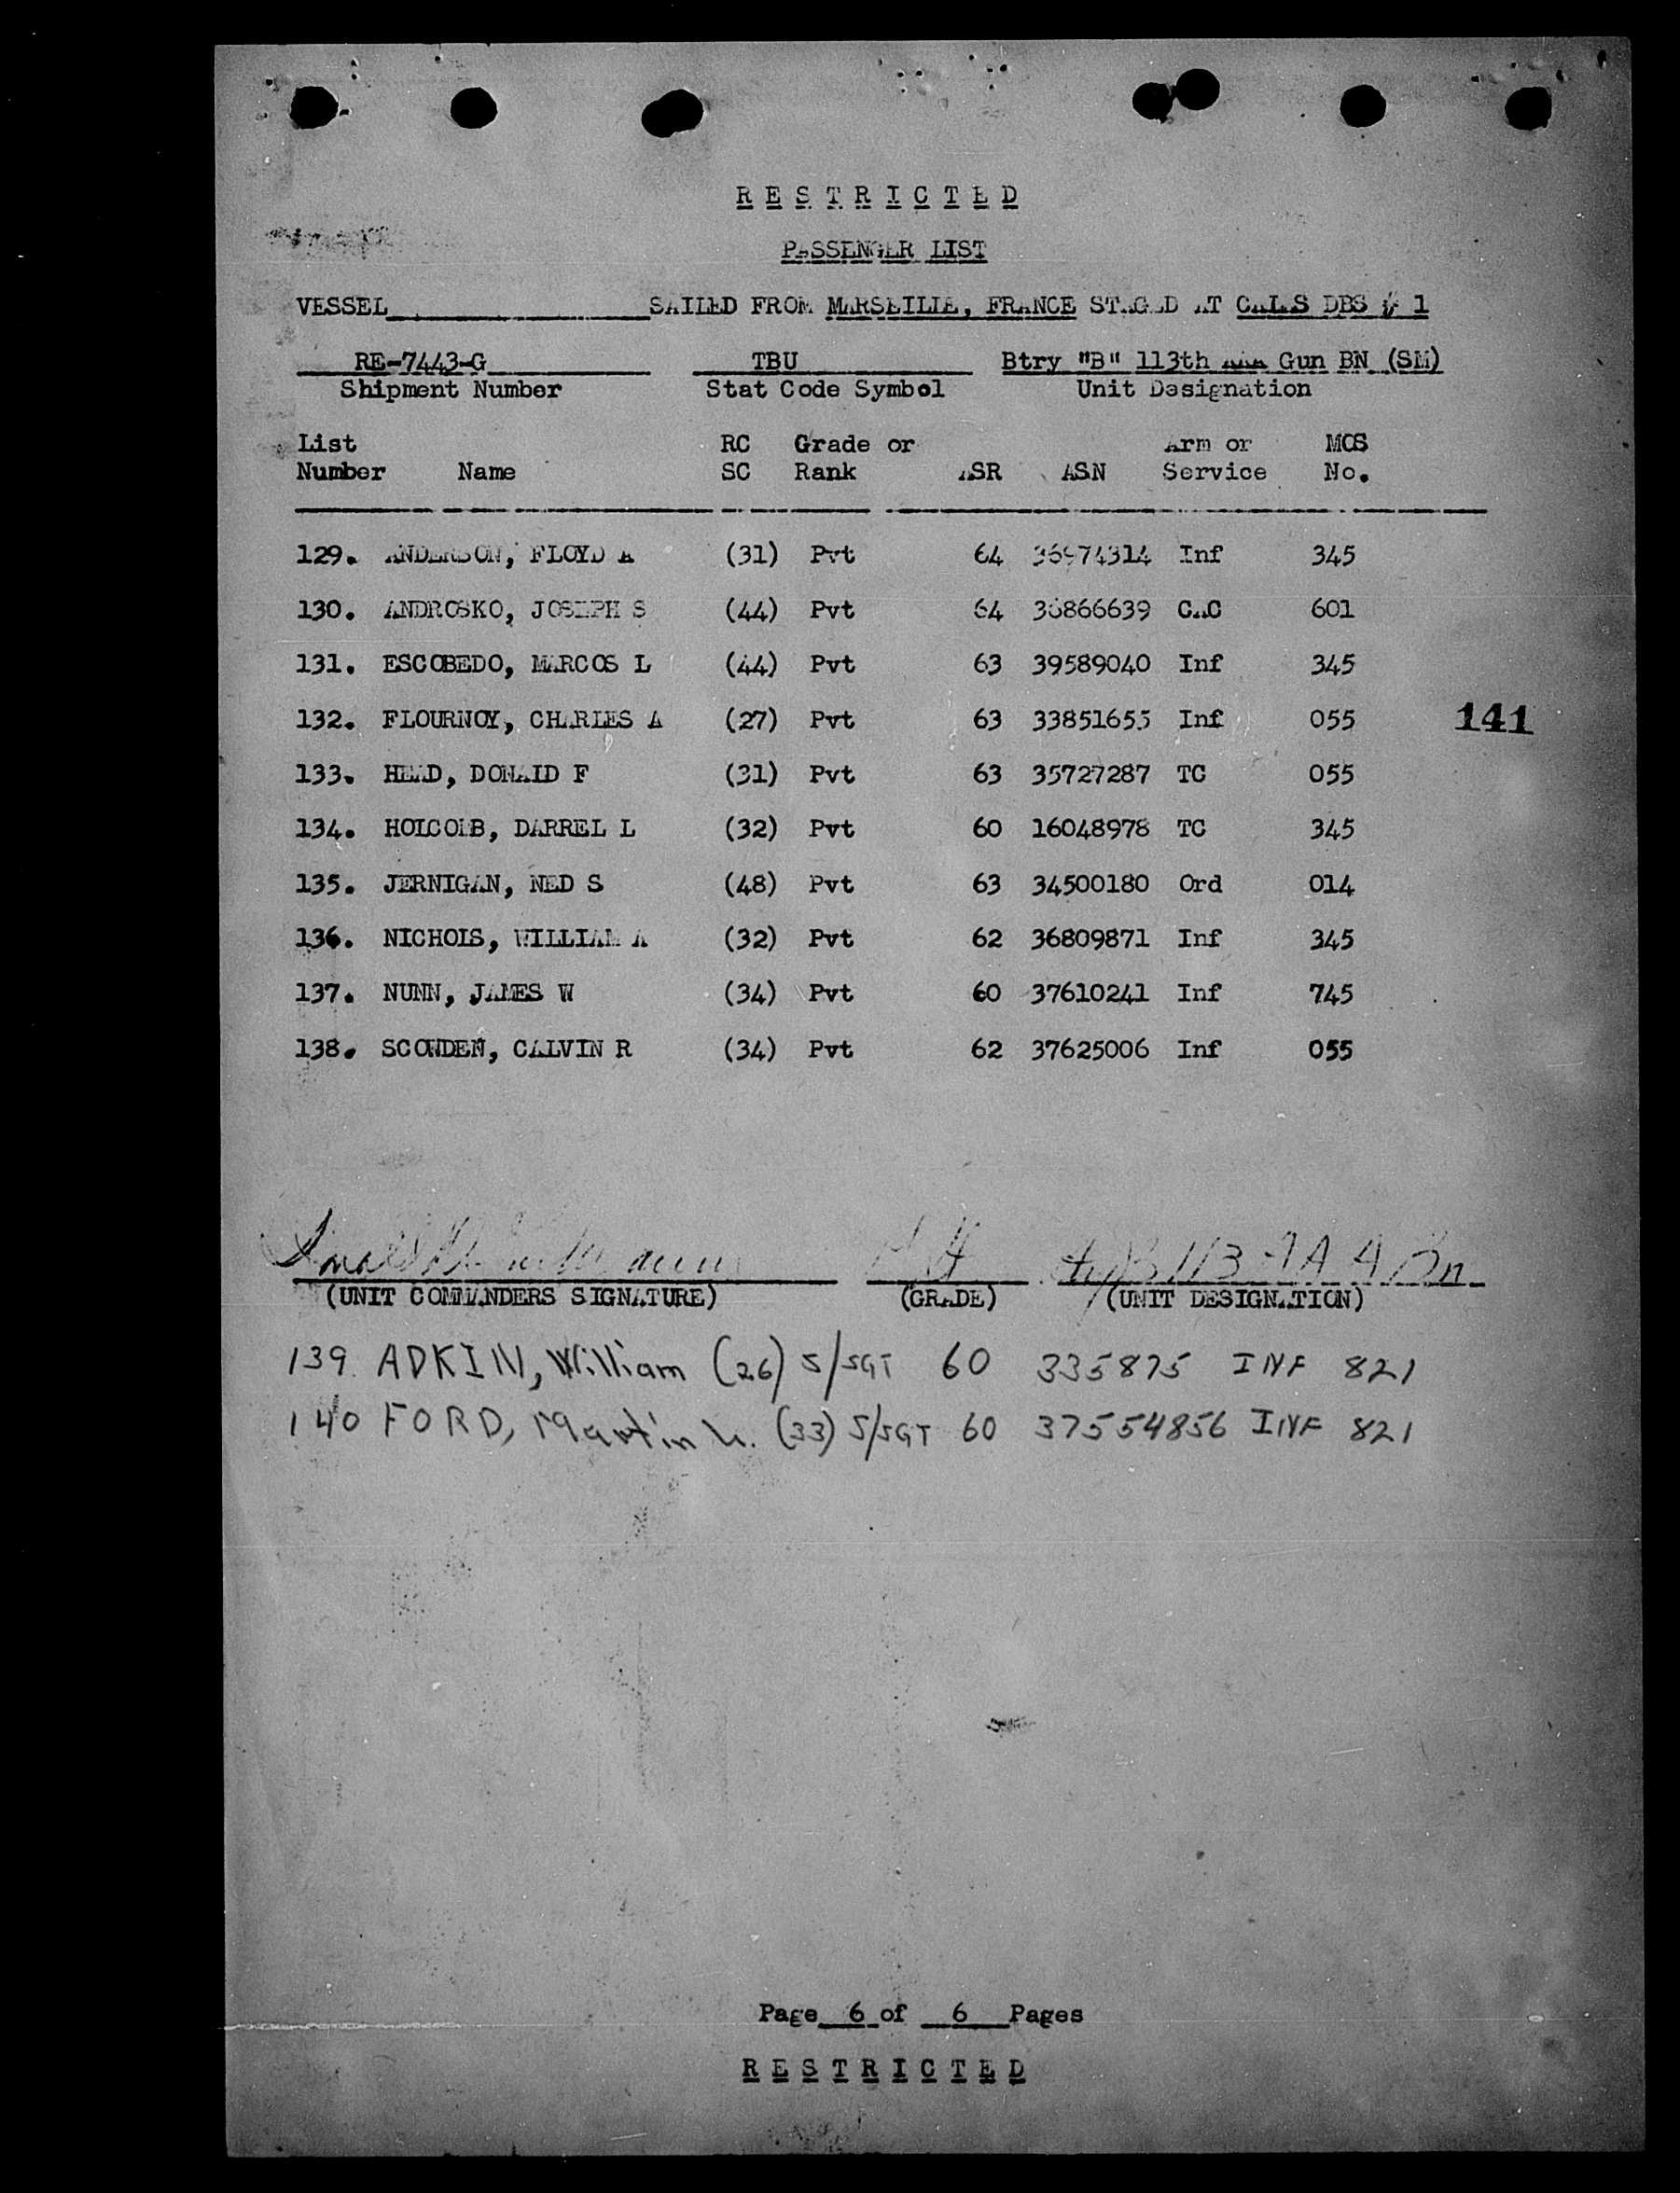 RESTRICTED
PASSENGER LIST
VESSEL SAILED FROM MARSEILLE, FRANCE STAGED AT CALAS DBS # 1
RE-7443-G TBU Btry "B" 113th AAA Gun BN (SM)
Shipment Number Stat Code Symbol Unit Designation
List RC Grade or Arm or MOS
Number Name SC Rank ASR ASN Service No.
129. ANDERSON, FLOYD A (31) Pvt 64 36974314 Inf 345
130. ANDROSKO, JOSEPH S (44) Pvt 64 36866639 CAC 601
131. ESCOBEDO, MARCOS L (44) Pvt 63 39589040 Inf 345
132. FLOURNOY, CHARLES A (27) Pvt 63 33851655 Inf 055
141
133. HEAD, DONALD F (31) Pvt 63 35727287 TC 055
134. HOLCOMB, DARREL L (32) Pvt 60 16048978 TC 345
135. JERNIGAN, NED S (48) Pvt 63 34500180 Ord 014
136. NICHOLS, WILLIAM A (32) Pvt 62 36809871 Inf 345
137. NUNN, JAMES W (34) Pvt 60 37610241 Inf 745
138. SCOWDEN, CALVIN R (34) Pvt 62 37625006 Inf 055
113 AAA Bn
(UNIT COMMANDERS SIGNATURE) (GRADE) (UNIT DESIGNATION)
139. ADKIN, William (26) S/SGT 60 335875 INF 821
140 FORD, Martin (33) S/SGT 60 37554856 INF 821
Page 6 of 6 Pages
RESTRICTED